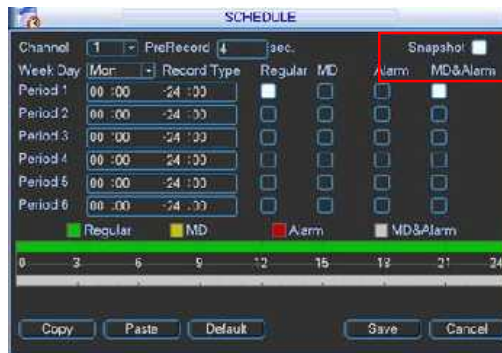 SCHEDULE
Channel 1 PreRecord 4 sec. Snapshot
Week Day Mon Record Type Regular MD Alarm MD&Alarm
Period 1 00 :00 -24 :00
Period 2 00 :00 -24 :00
Period 3 00 :00 -24 :00
Period 4 00 :00 -24 :00
Period 5 00 :00 -24 :00
Period 6 00 :00 -24 :00
Regular MD Alarm MD&Alarm
0 3 6 9 12 15 18 21 24
Copy Paste Default Save Cancel